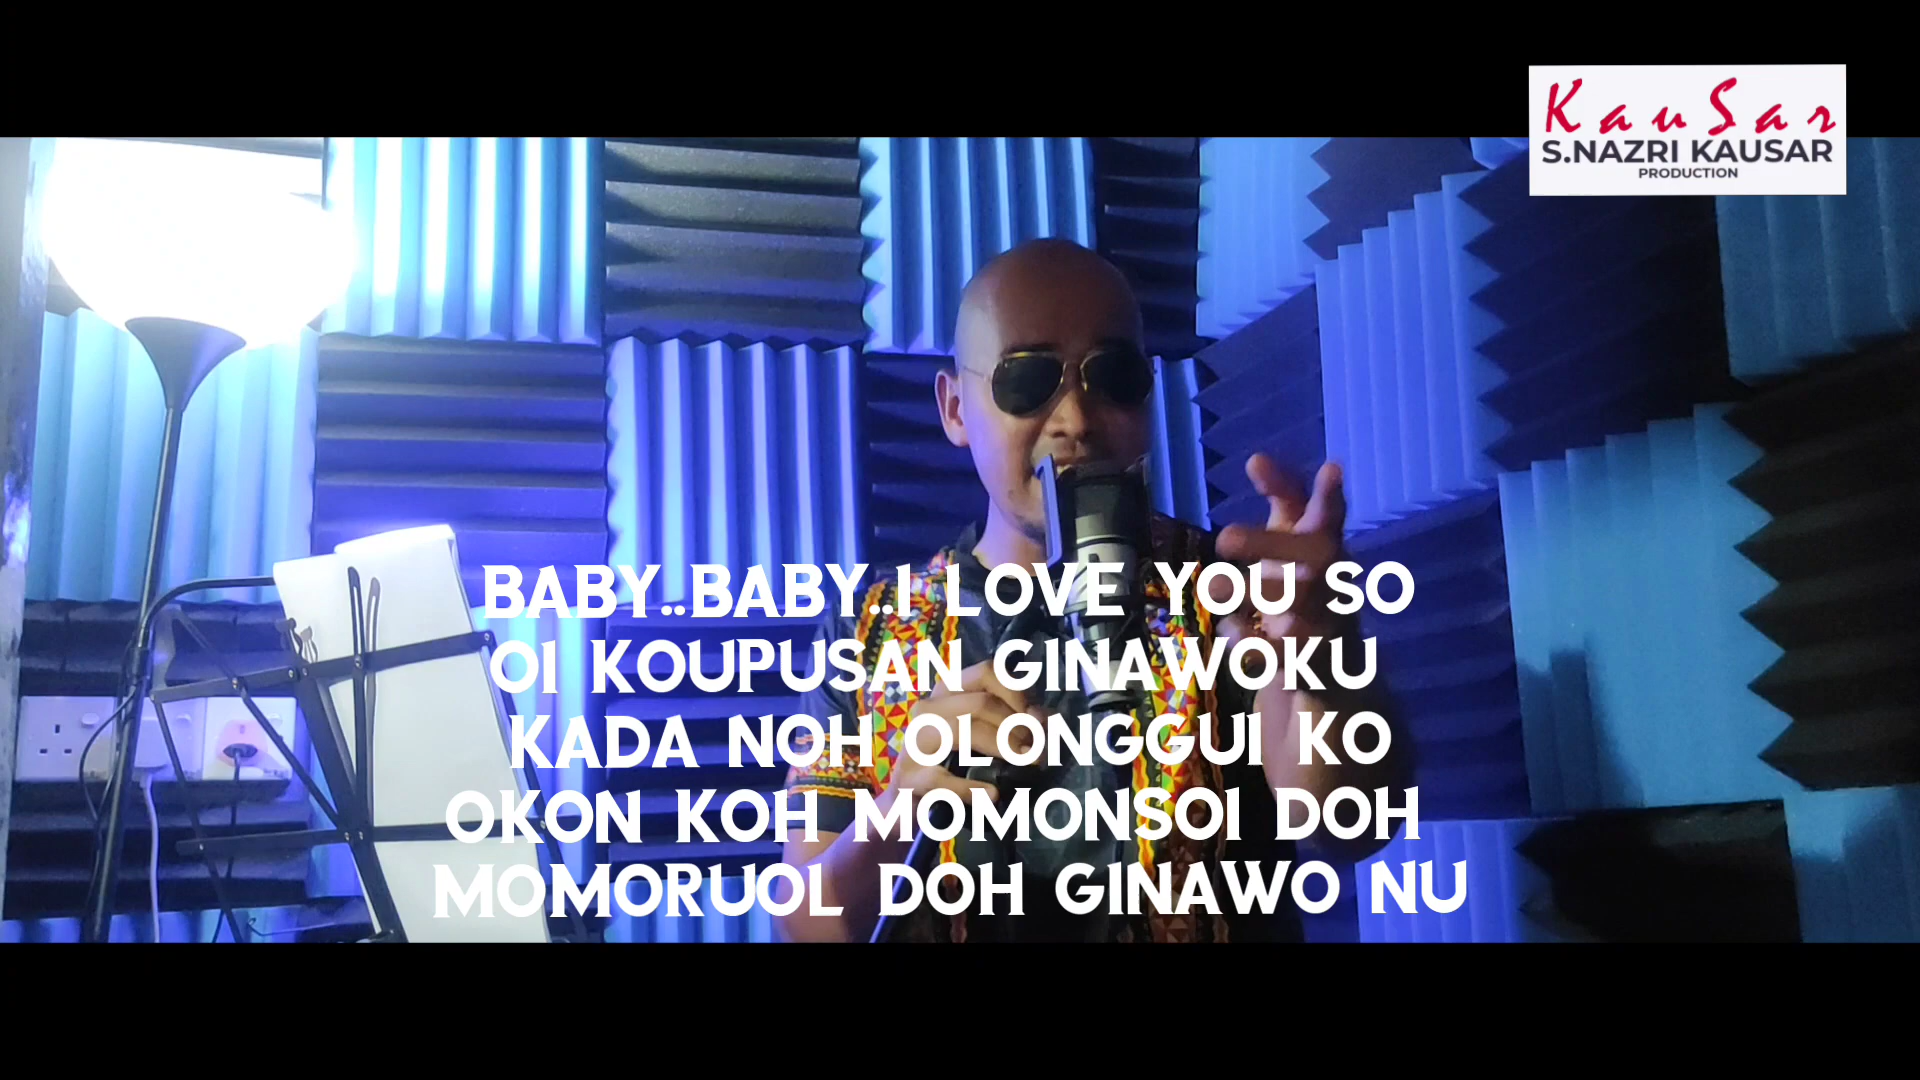 KauSar
S.NAZRI KAUSAR
PRODUCTION
BABY..BABY..I LOVE YOU SO
OI KOUPUSAN GINAWOKU
KADA NOH OLONGGUI KO
OKON KOH MOMONSOI DOH
MOMORUOL DOH GINAWO NU